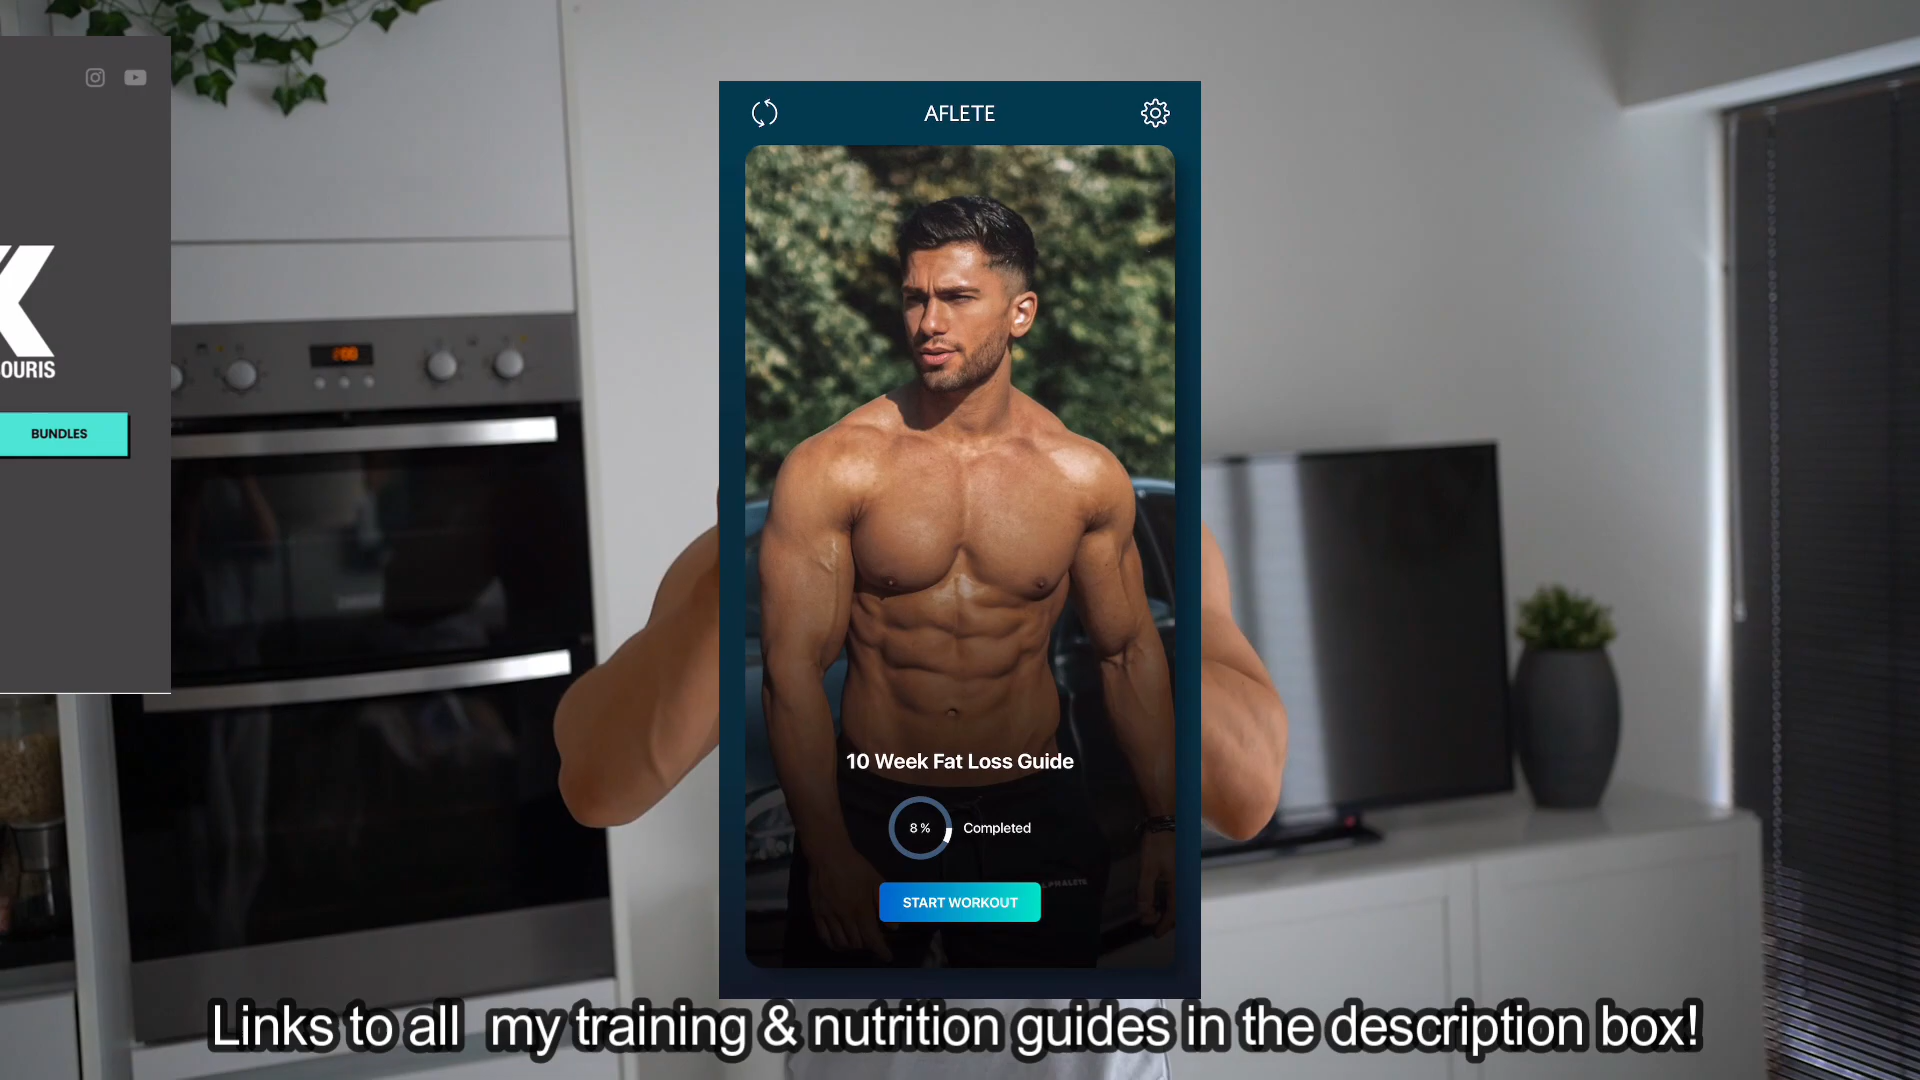 AFLETE
OURIS
BUNDLES
10 Week Fat Loss Guide
8 %
Completed
START WORKOUT
Links to all my training & nutrition guides in the description box!